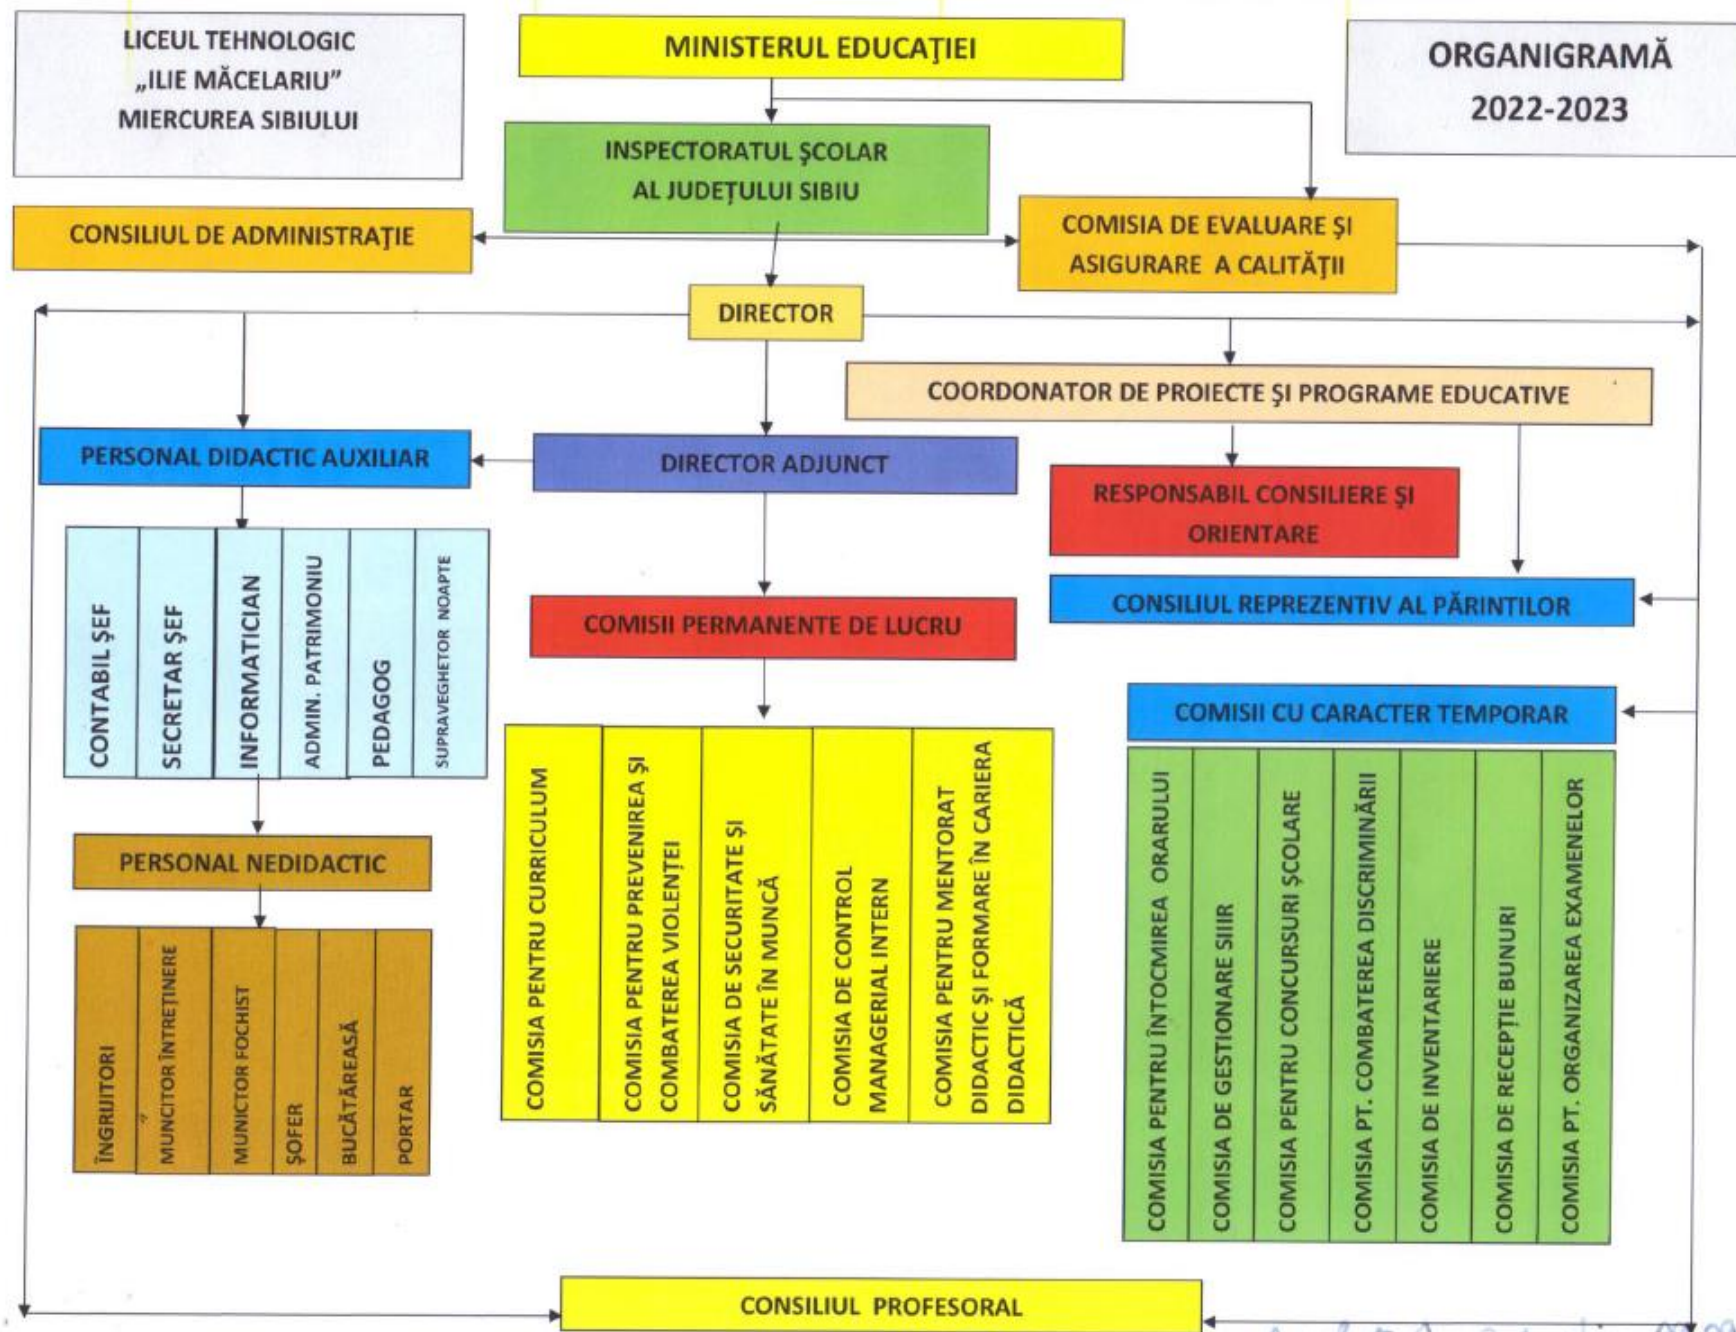 LICEUL TEHNOLOGIC
„ILIE MĂCELARIU”
MIERCUREA SIBIULUI
MINISTERUL EDUCAŢIEI
ORGANIGRAMĂ
2022-2023
INSPECTORATUL ŞCOLAR
AL JUDEŢULUI SIBIU
CONSILIUL DE ADMINISTRAŢIE
COMISIA DE EVALUARE ŞI
ASIGURARE A CALITĂŢII
DIRECTOR
COORDONATOR DE PROIECTE ŞI PROGRAME EDUCATIVE
PERSONAL DIDACTIC AUXILIAR
DIRECTOR ADJUNCT
RESPONSABIL CONSILIERE ŞI
ORIENTARE
CONTABIL ŞEF
SECRETAR ŞEF
INFORMATICIAN
ADMIN. PATRIMONIU
PEDAGOG
SUPRAVEGHETOR NOAPTE
COMISII PERMANENTE DE LUCRU
CONSILIUL REPREZENTIV AL PĂRINTILOR
COMISII CU CARACTER TEMPORAR
PERSONAL NEDIDACTIC
ÎNGRIJITORI
MUNCITOR ÎNTREŢINERE
MUNICTOR FOCHIST
ŞOFER
BUCĂTĂREASĂ
PORTAR
COMISIA PENTRU CURRICULUM
COMISIA PENTRU PREVENIREA ŞI
COMBATEREA VIOLENŢEI
COMISIA DE SECURITATE ŞI
SĂNĂTATE ÎN MUNCĂ
COMISIA DE CONTROL
MANAGERIAL INTERN
COMISIA PENTRU MENTORAT
DIDACTIC ŞI FORMARE ÎN CARIERA
DIDACTICĂ
COMISIA PENTRU ÎNTOCMIREA ORARULUI
COMISIA DE GESTIONARE SIIIR
COMISIA PENTRU CONCURSURI ŞCOLARE
COMISIA PT. COMBATEREA DISCRIMINĂRII
COMISIA DE INVENTARIERE
COMISIA DE RECEPŢIE BUNURI
COMISIA PT. ORGANIZAREA EXAMENELOR
CONSILIUL PROFESORAL